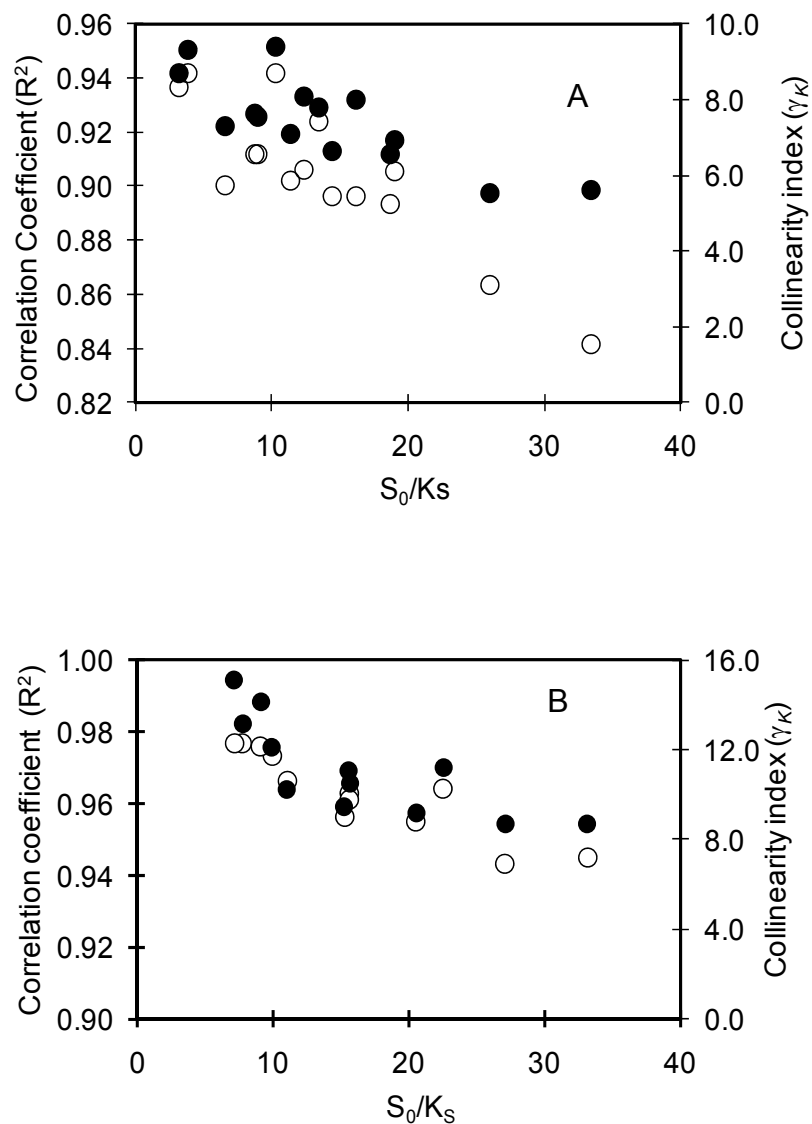 Correlation Coefficient (R²)
0.96
0.94
0.92
0.90
0.88
0.86
0.84
0.82
A
10.0
8.0
6.0
4.0
2.0
0.0
Collinearity index (γK)
0 10 20 30 40
S₀/Ks
Correlation coefficient (R²)
1.00
0.98
0.96
0.94
0.92
0.90
B
16.0
12.0
8.0
4.0
0.0
Collinearity index (γK)
0 10 20 30 40
S₀/KS